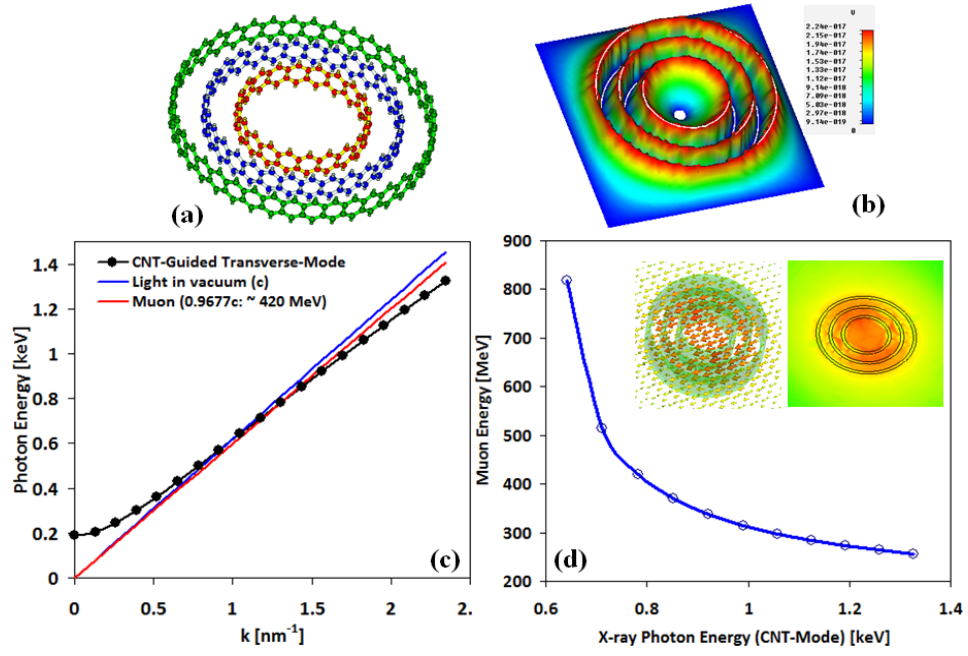 (a)
U
2.24e-017
2.15e-017
1.94e-017
1.74e-017
1.53e-017
1.33e-017
1.12e-017
9.14e-018
7.09e-018
5.03e-018
2.97e-018
9.14e-019
0
(b)
Photon Energy [keV]
1.4
1.2
1
0.8
0.6
0.4
0.2
0
CNT-Guided Transverse-Mode
Light in vacuum (c)
Muon (0.9677c: ~ 420 MeV)
(c)
0
0.5
1
1.5
2
2.
k [nm-1]
Muon Energy [MeV]
900
800
700
600
500
400
300
200
(d)
0.6
0.8
1
1.2
1.4
X-ray Photon Energy (CNT-Mode) [keV]